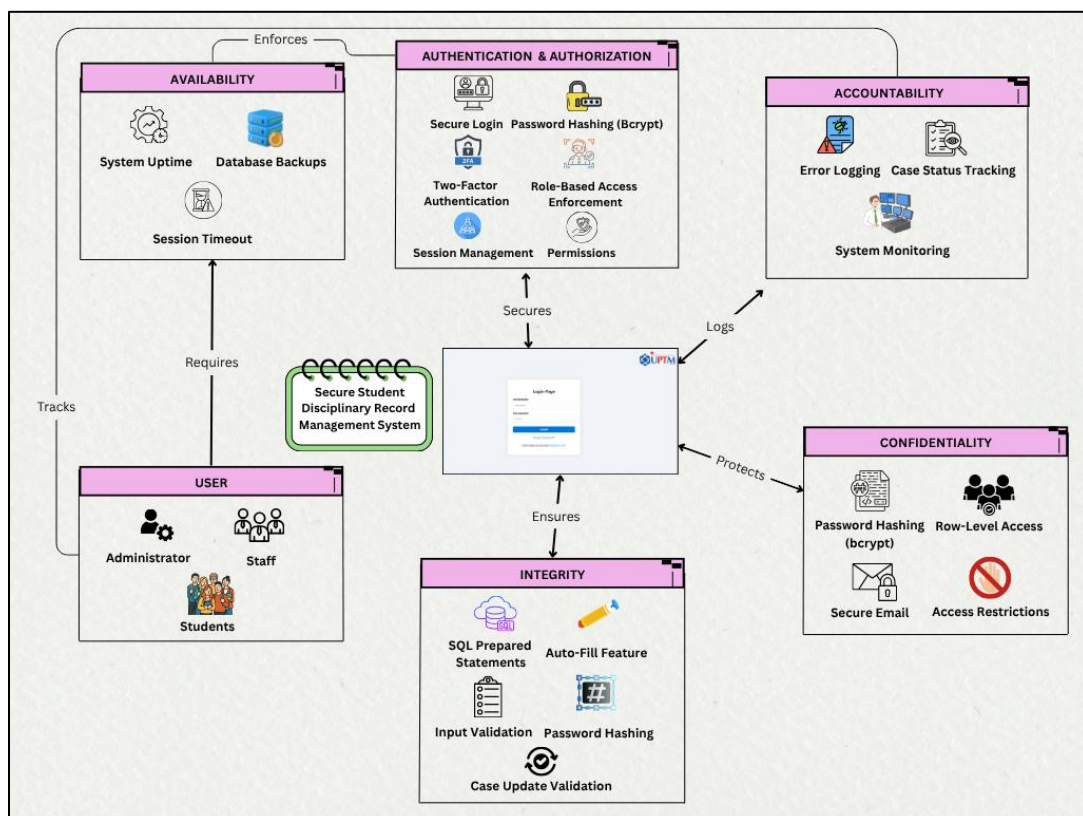 Enforces
AVAILABILITY
System Uptime
Database Backups
Session Timeout
AUTHENTICATION & AUTHORIZATION
Secure Login
Password Hashing (Bcrypt)
2FA
Two-Factor
Authentication
Role-Based Access
Enforcement
Session Management
Permissions
ACCOUNTABILITY
Error Logging
Case Status Tracking
System Monitoring
Requires
Secures
Logs
Tracks
Secure Student
Disciplinary Record
Management System
UPTM
Login Page
Protects
Ensures
USER
Administrator
Staff
Students
CONFIDENTIALITY
Password Hashing
(bcrypt)
Row-Level Access
Secure Email
Access Restrictions
INTEGRITY
SQL
SQL Prepared
Statements
Auto-Fill Feature
Input Validation
#
Password Hashing
Case Update Validation